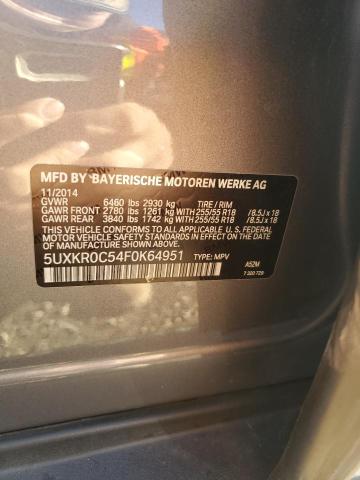 MFD BY BAYERISCHE MOTOREN WERKE AG
11/2014
GVWR 6460 lbs 2930 kg TIRE / RIM
GAWR FRONT 2780 lbs 1261 kg WITH 255/55 R18 /8.5J x 18
GAWR REAR 3840 lbs 1742 kg WITH 255/55 R18 /8.5J x 18
THIS VEHICLE CONFORMS TO ALL APPLICABLE U.S. FEDERAL
MOTOR VEHICLE SAFETY STANDARDS IN EFFECT ON THE
DATE OF MANUFACTURE SHOWN ABOVE.
5UXKR0C54F0K64951 TYPE: MPV A52M